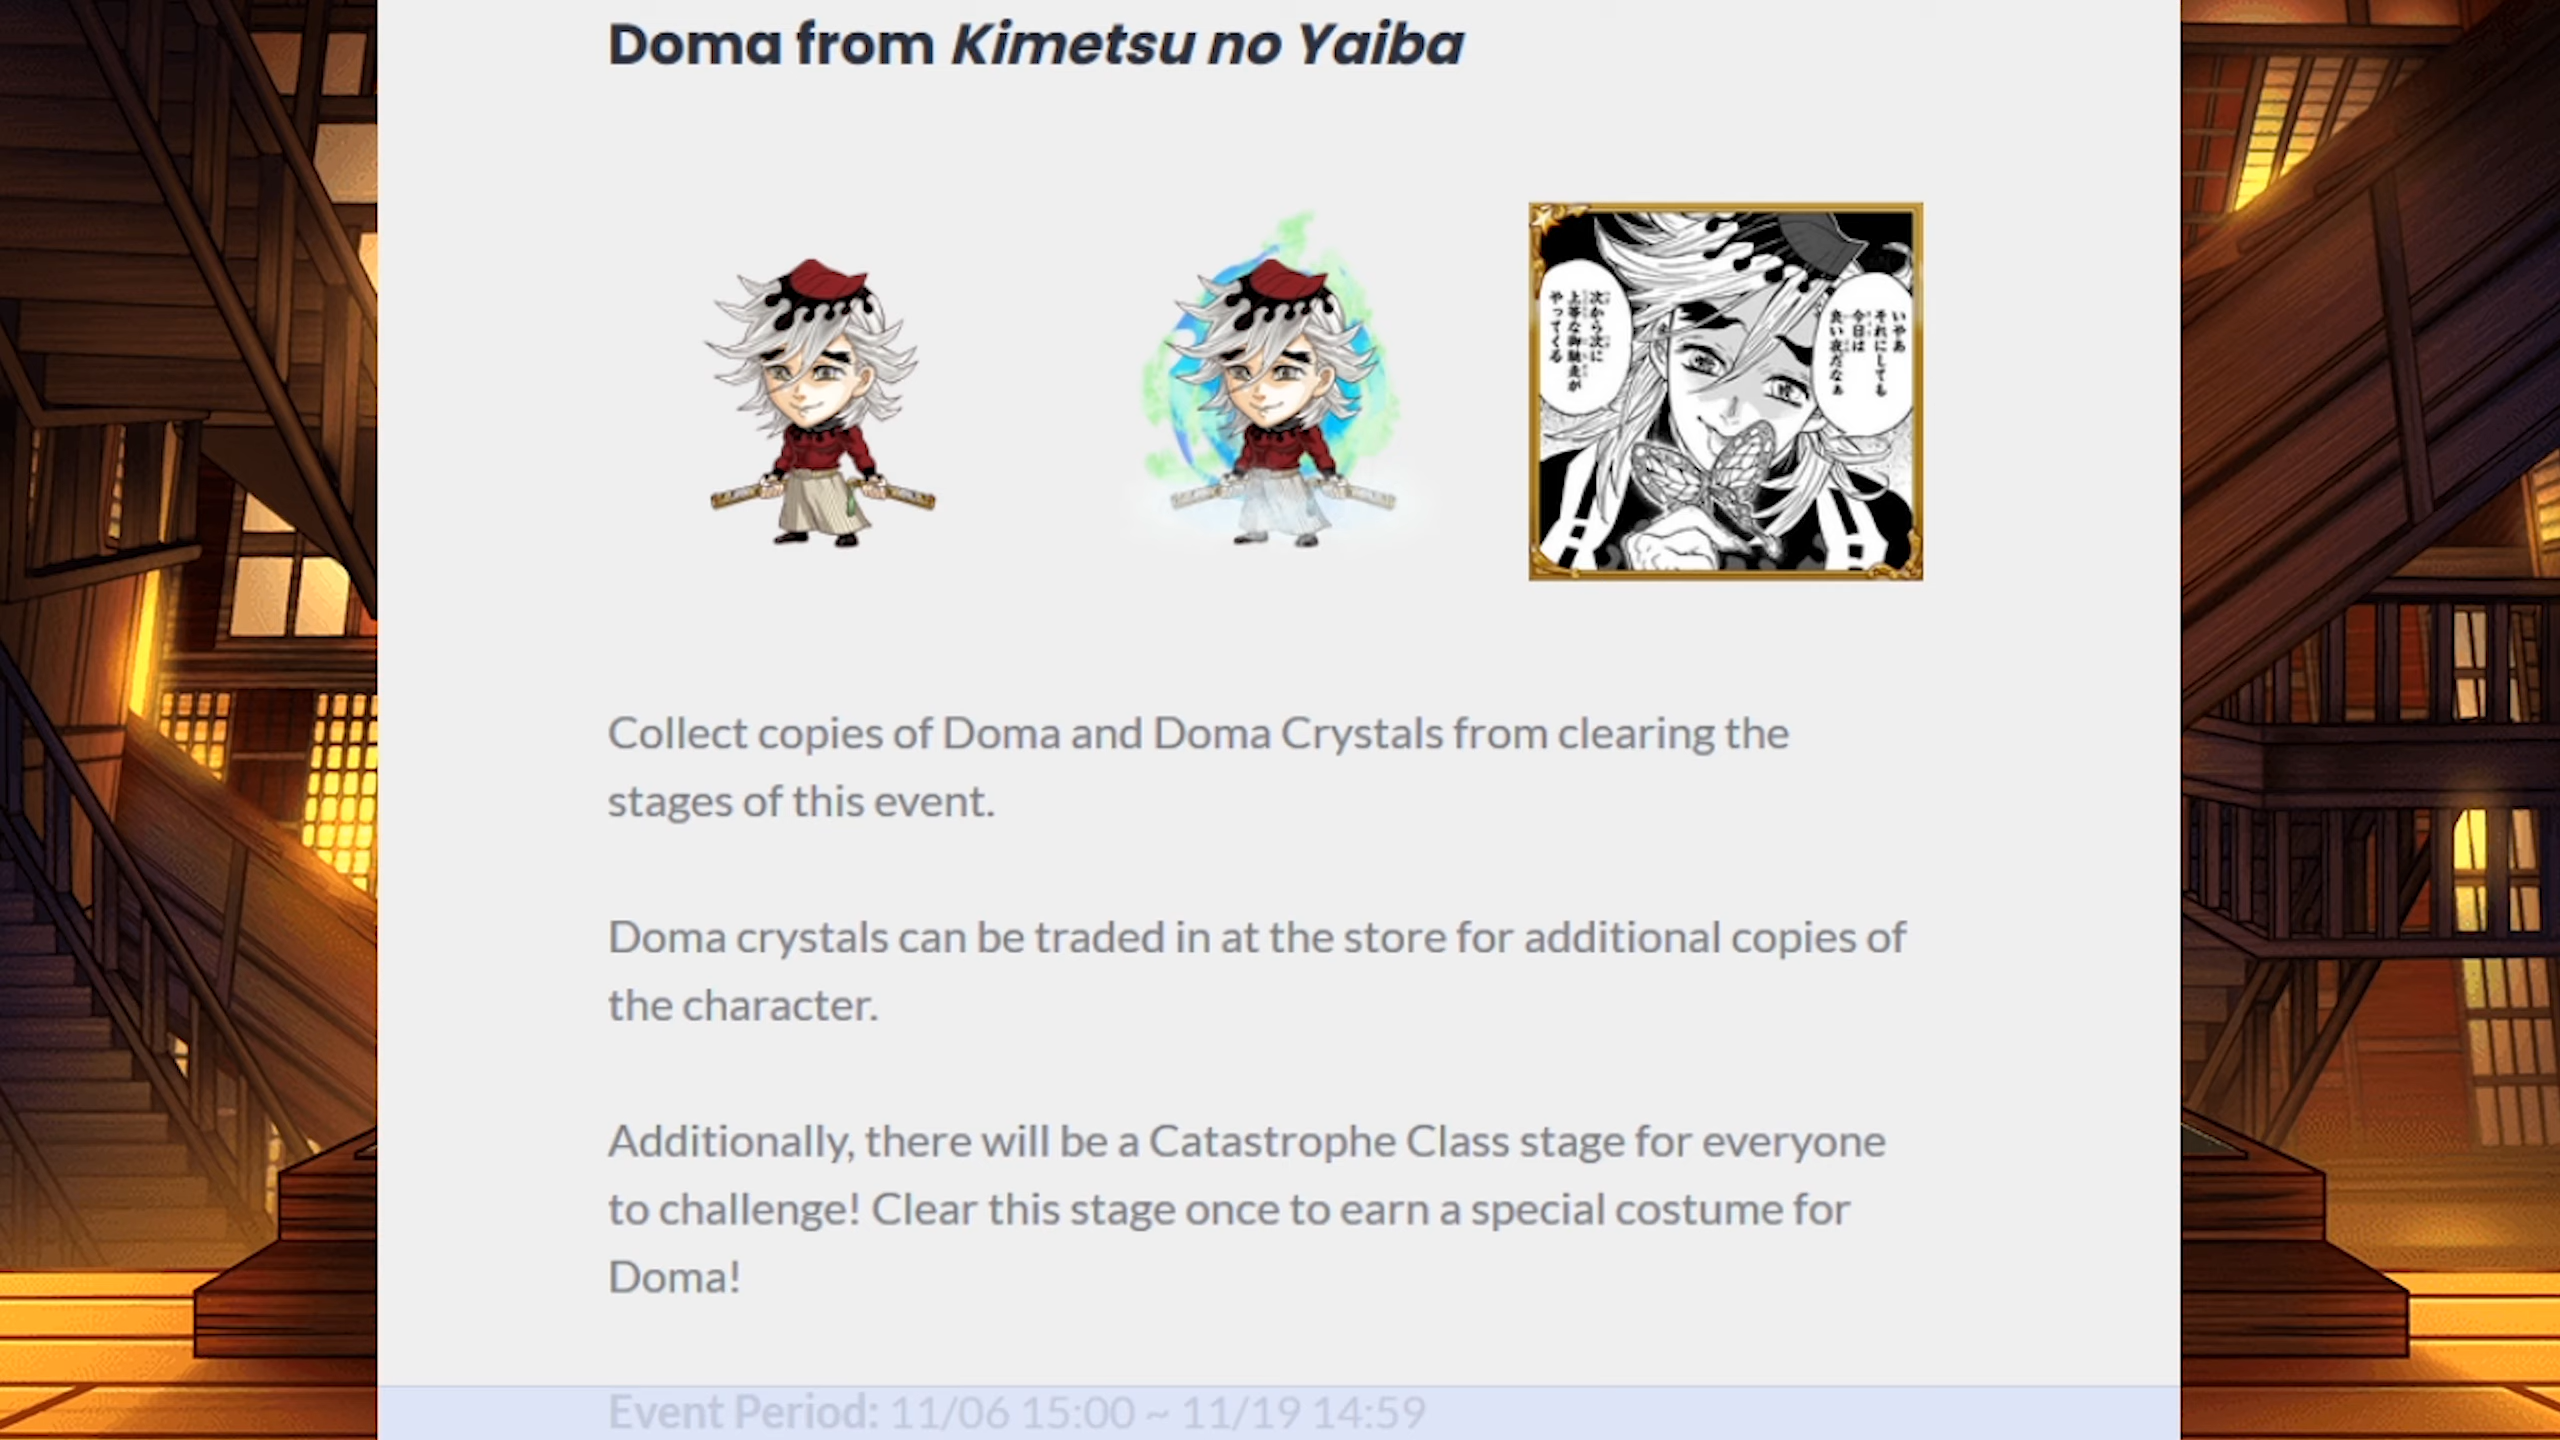 Doma from Kimetsu no Yaiba
いやあ
それにしても
今日は
良い夜だなぁ
次から次に
上等な御馳走が
やってくる
Collect copies of Doma and Doma Crystals from clearing the
stages of this event.
Doma crystals can be traded in at the store for additional copies of
the character.
Additionally, there will be a Catastrophe Class stage for everyone
to challenge! Clear this stage once to earn a special costume for
Doma!
Event Period: 11/06 15:00 ~ 11/19 14:59